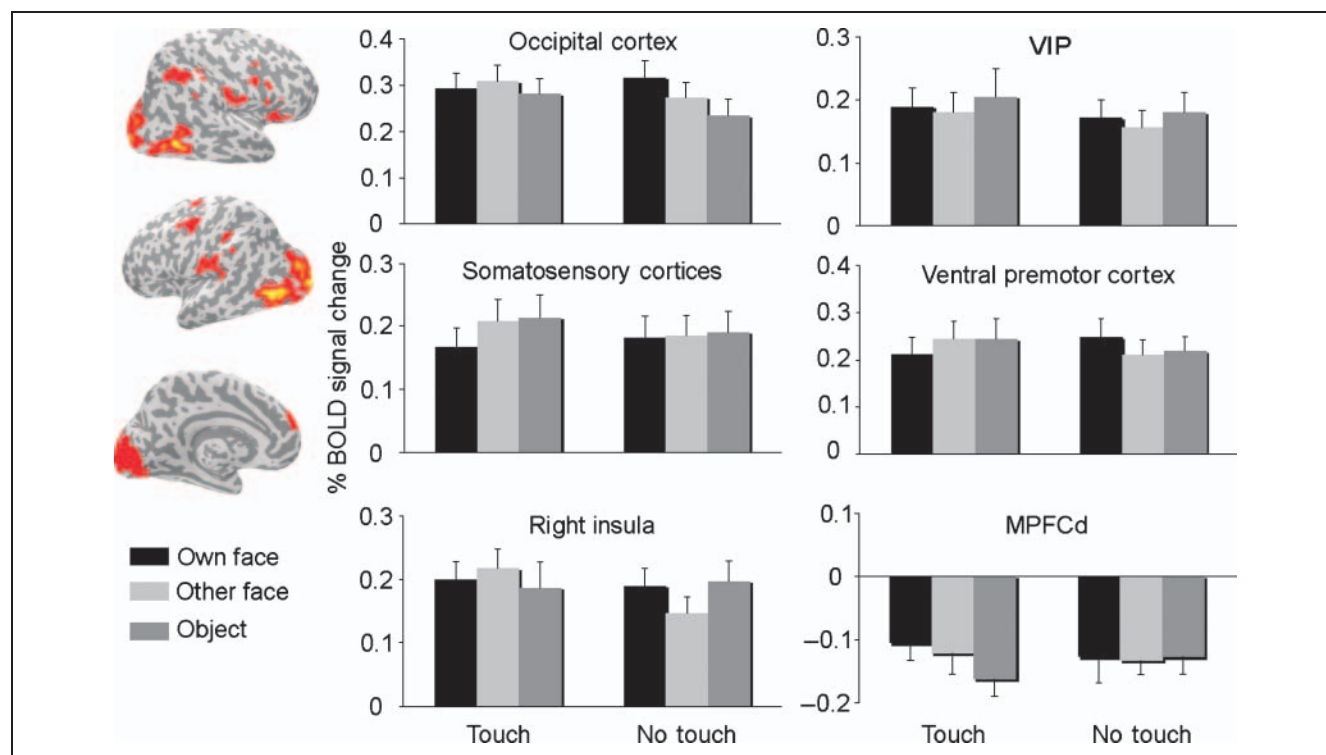 Occipital cortex
0.4
0.3
0.2
0.1
0
VIP
0.3
0.2
0.1
0
% BOLD signal change
Somatosensory cortices
0.3
0.2
0.1
0
Ventral premotor cortex
0.4
0.3
0.2
0.1
0
Right insula
0.3
0.2
0.1
0
Touch
No touch
MPFCd
0.1
0
–0.1
–0.2
Touch
No touch
Own face
Other face
Object